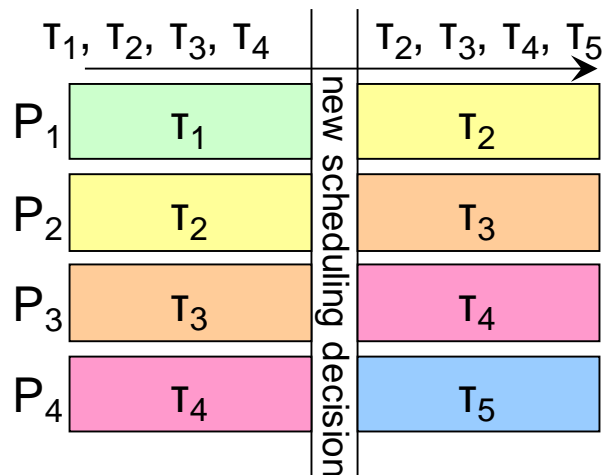 τ₁, τ₂, τ₃, τ₄ τ₂, τ₃, τ₄, τ₅
P₁ τ₁ τ₂
P₂ τ₂ τ₃
P₃ τ₃ τ₄
P₄ τ₄ τ₅
new scheduling decision